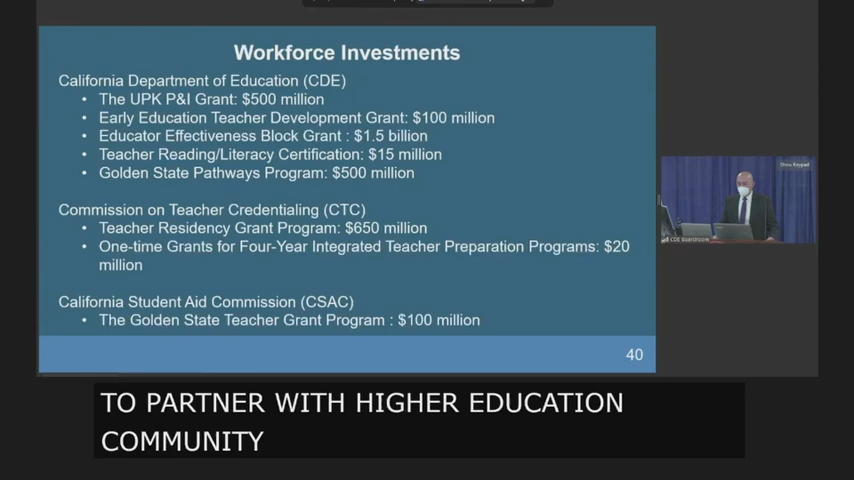 Workforce Investments
California Department of Education (CDE)
• The UPK P&I Grant: $500 million
• Early Education Teacher Development Grant: $100 million
• Educator Effectiveness Block Grant : $1.5 billion
• Teacher Reading/Literacy Certification: $15 million
• Golden State Pathways Program: $500 million
Commission on Teacher Credentialing (CTC)
• Teacher Residency Grant Program: $650 million
• One-time Grants for Four-Year Integrated Teacher Preparation Programs: $20
million
California Student Aid Commission (CSAC)
• The Golden State Teacher Grant Program : $100 million
40
Show Keypad
CDE Boardroom
TO PARTNER WITH HIGHER EDUCATION
COMMUNITY